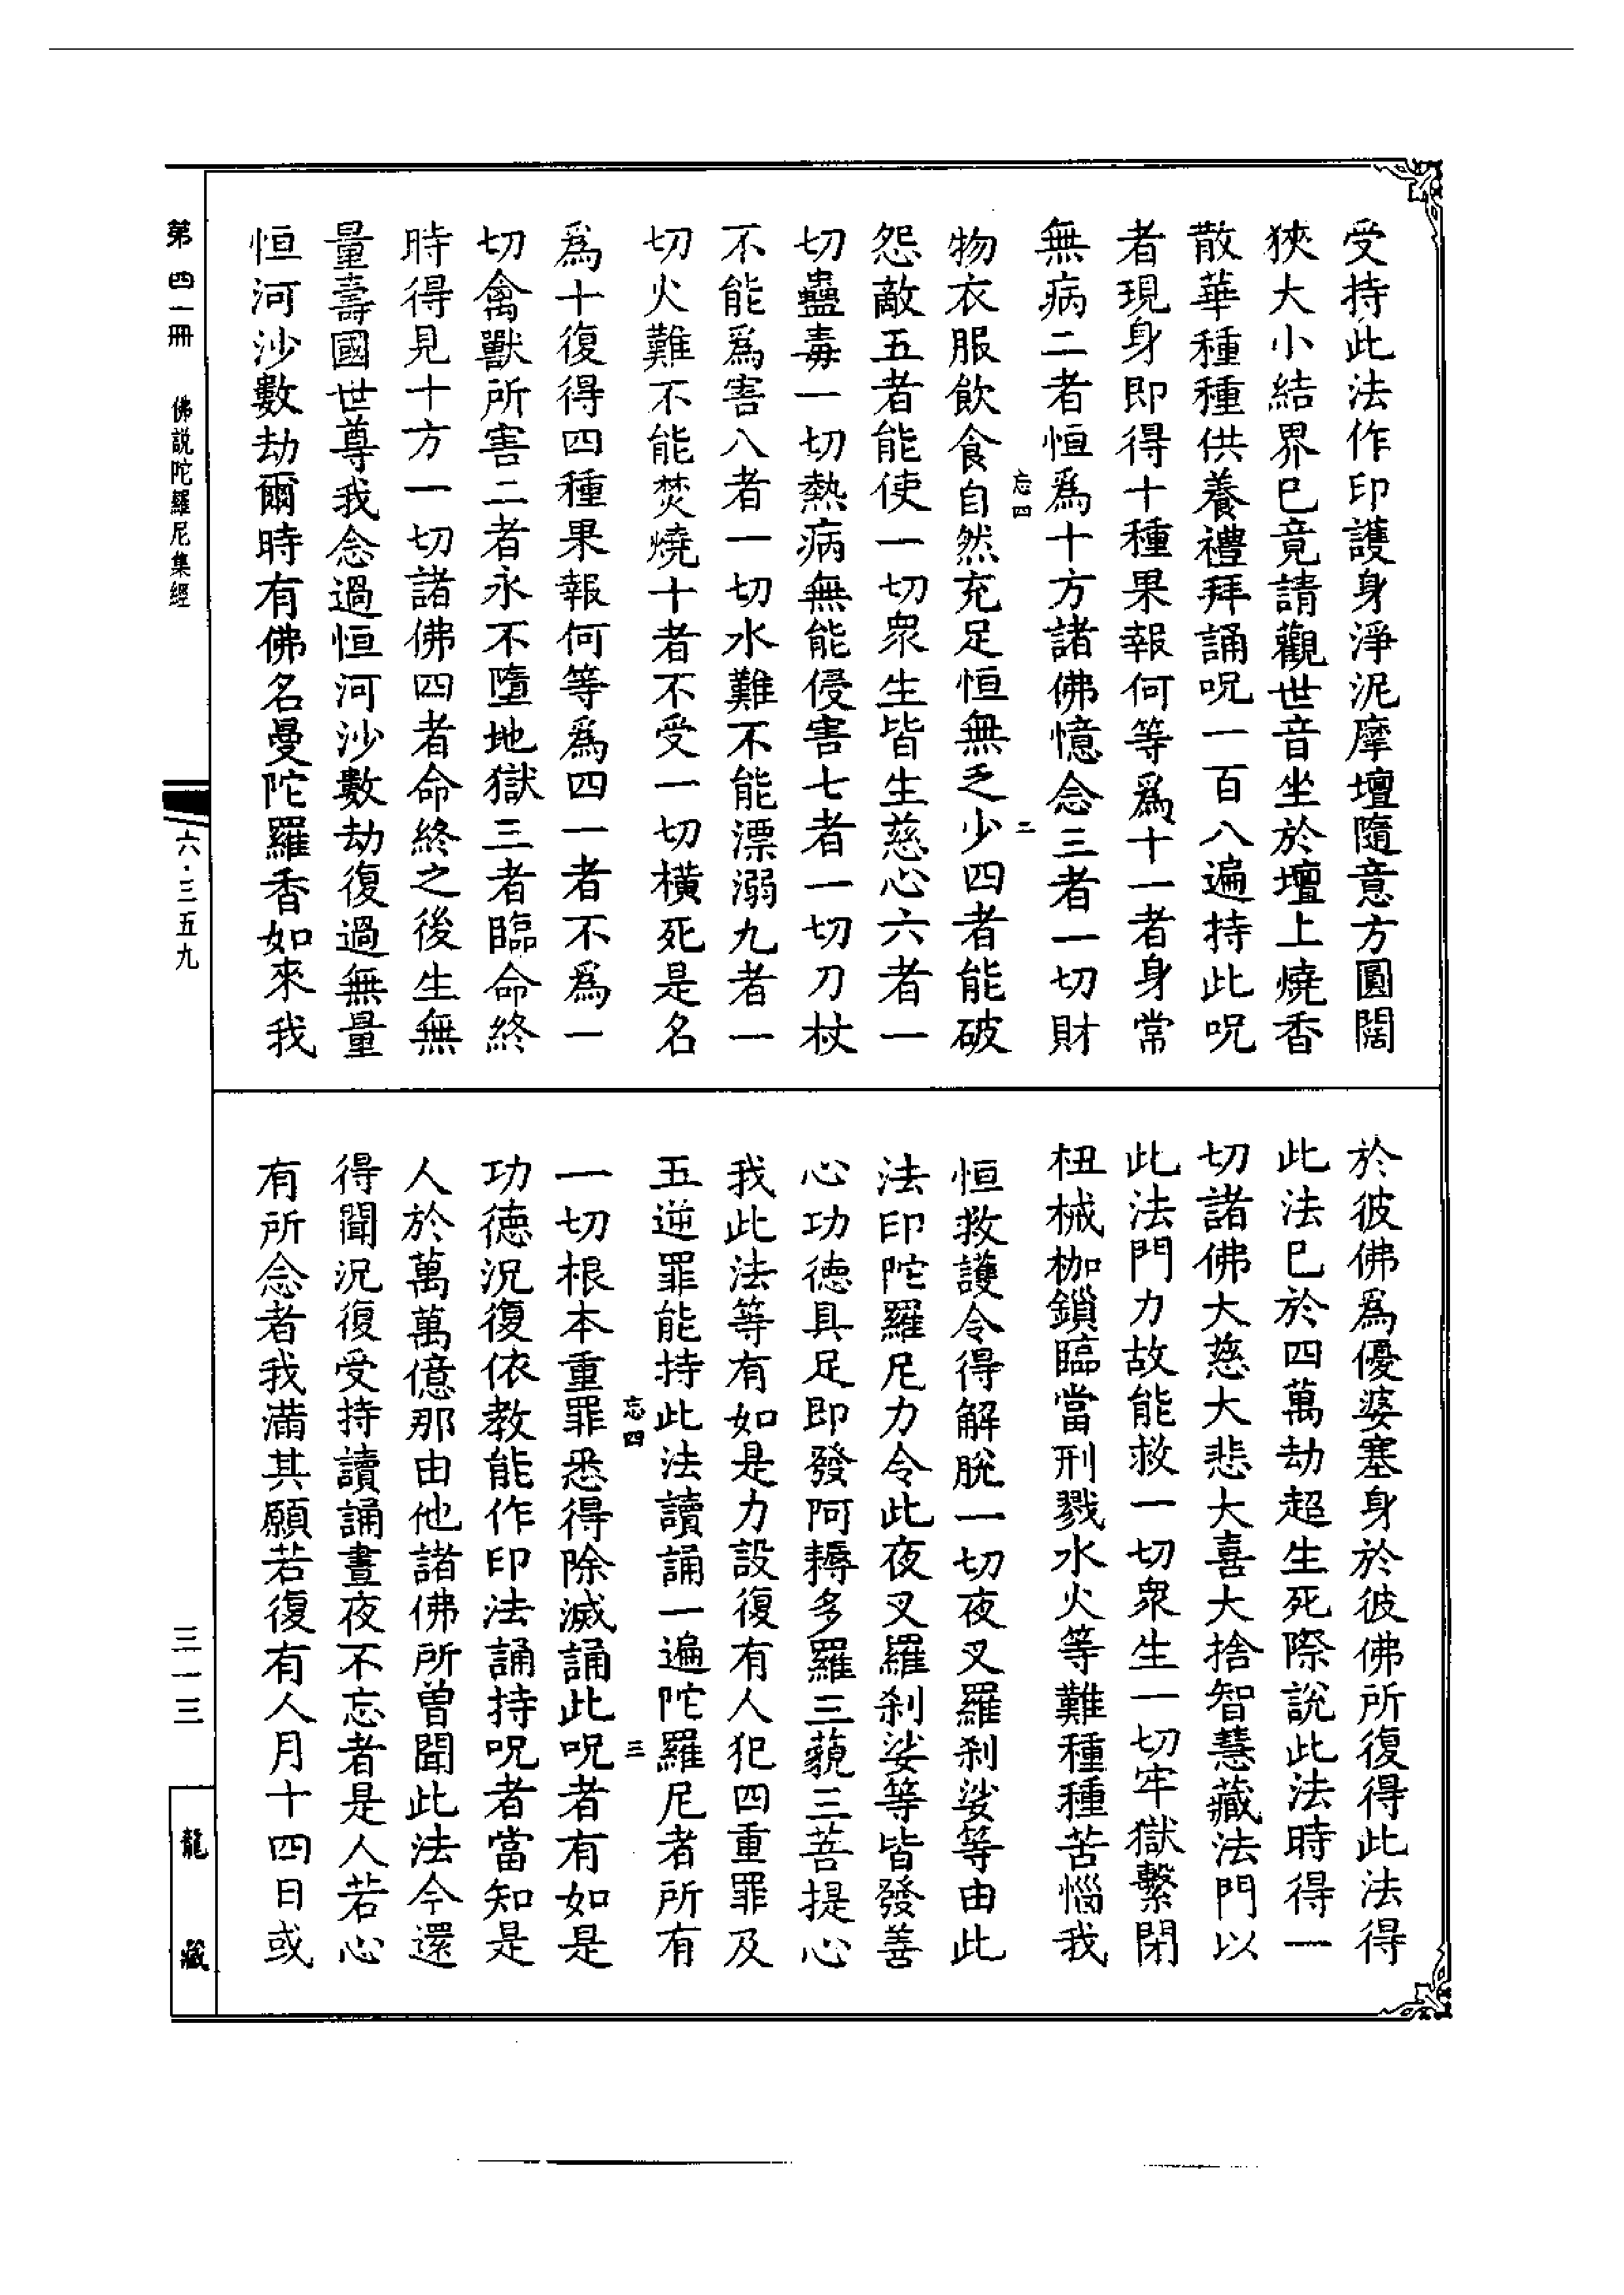 受持此法作印護身淨泥摩壇隨意方圓闊
狹大小結界已竟請觀世音坐於壇上燒香
散華種種供養禮拜誦呪一百八遍持此呪
者現身即得十種果報何等爲十一者身常
無病二者恒爲十方諸佛憶念三者一切財
忘四 二
物衣服飲食自然充足恒無乏少四者能破
怨敵五者能使一切衆生皆生慈心六者一
切蠱毒一切熱病無能侵害七者一切刀杖
不能爲害八者一切水難不能漂溺九者一
切火難不能焚燒十者不受一切橫死是名
爲十復得四種果報何等爲四一者不爲一
切禽獸所害二者永不墮地獄三者臨命終
時得見十方一切諸佛四者命終之後生無
量壽國世尊我念過恒河沙數劫復過無量
恒河沙數劫爾時有佛名曼陀羅香如來我
於彼佛爲優婆塞身於彼佛所復得此法得
此法已於四萬劫超生死際說此法時得一
切諸佛大慈大悲大喜大捨智慧藏法門以
此法門力故能救一切衆生一切牢獄繫閉
杻械枷鎖臨當刑戮水火等難種種苦惱我
恒救護令得解脫一切夜叉羅剎娑等由此
法印陀羅尼力令此夜叉羅剎娑等皆發善
心功德具足即發阿耨多羅三藐三菩提心
我此法等有如是力設復有人犯四重罪及
五逆罪能持此法讀誦一遍陀羅尼者所有
忘四 三
一切根本重罪悉得除滅誦此呪者有如是
功德況復依教能作印法誦持呪者當知是
人於萬萬億那由他諸佛所曽聞此法今還
得聞況復受持讀誦晝夜不忘者是人若心
有所念者我滿其願若復有人月十四日或
第四一冊 佛説陀羅尼集經 六·三五九 三一三 龍藏